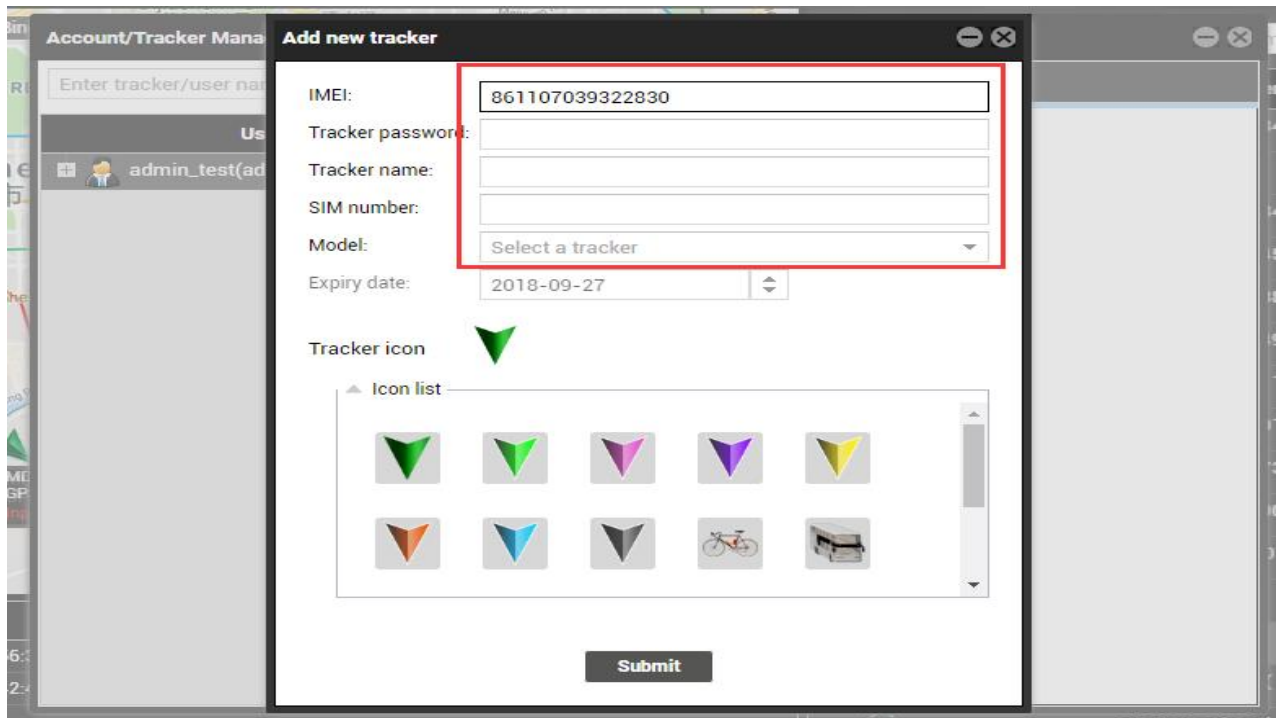 Account/Tracker Mana
Add new tracker
Enter tracker/user nar
Us
admin_test(ad
IMEI:
861107039322830
Tracker password:
Tracker name:
SIM number:
Model:
Select a tracker
Expiry date:
2018-09-27
Tracker icon
Icon list
Submit